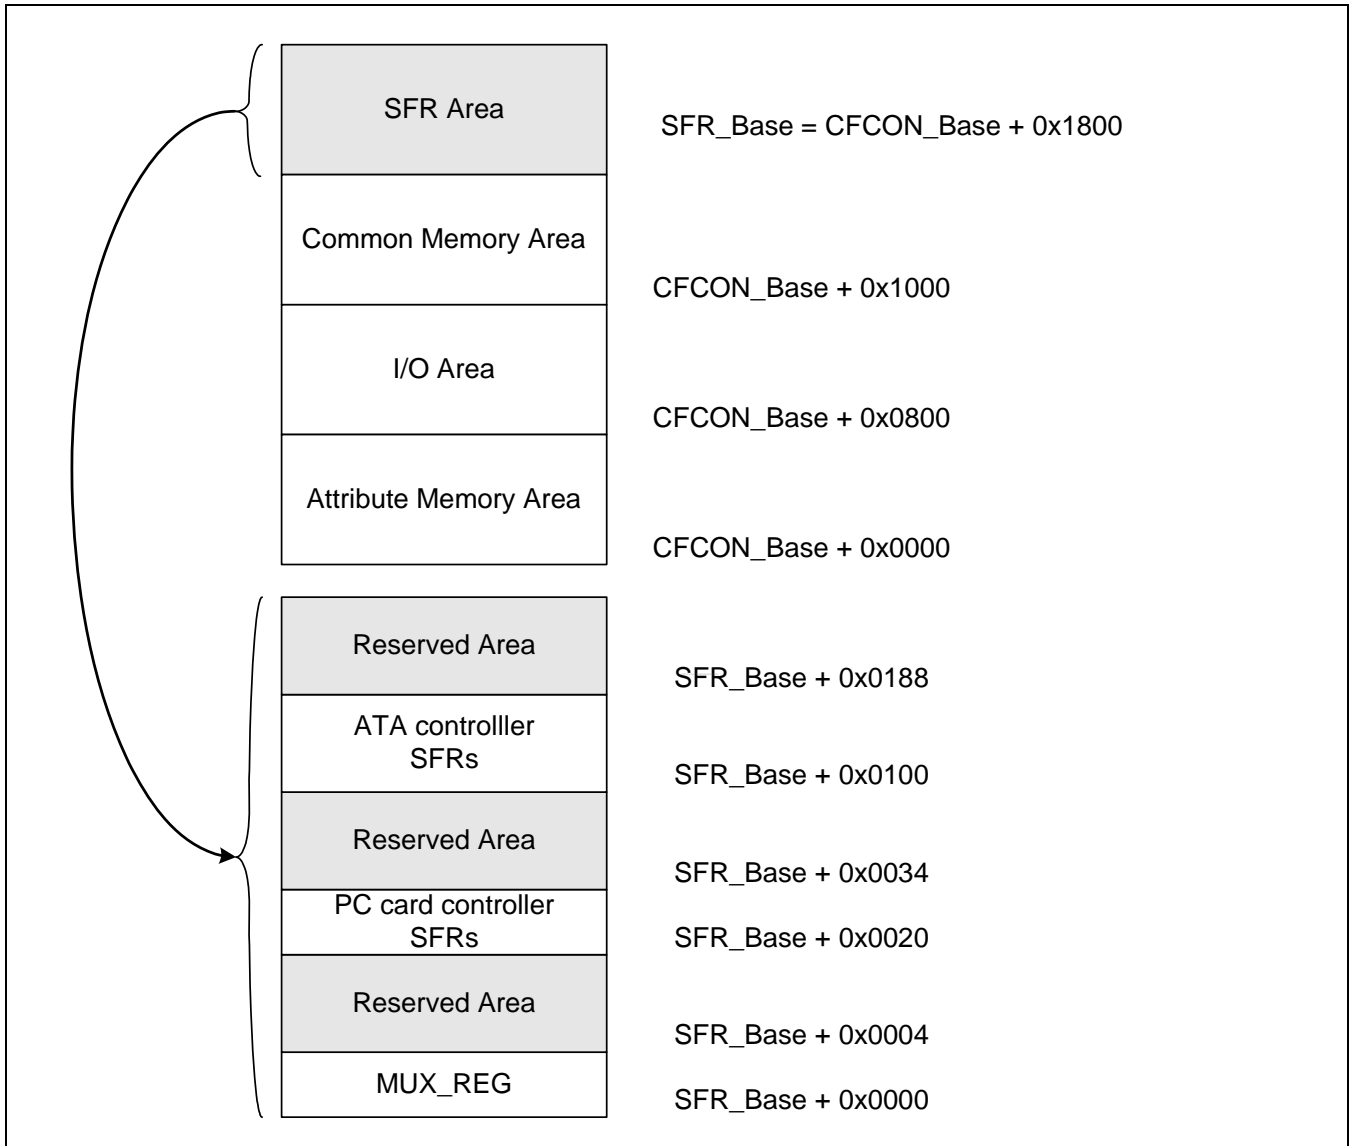 SFR Area
SFR_Base = CFCON_Base + 0x1800
Common Memory Area
CFCON_Base + 0x1000
I/O Area
CFCON_Base + 0x0800
Attribute Memory Area
CFCON_Base + 0x0000
Reserved Area
SFR_Base + 0x0188
ATA controlller
SFRs
SFR_Base + 0x0100
Reserved Area
SFR_Base + 0x0034
PC card controller
SFRs
SFR_Base + 0x0020
Reserved Area
SFR_Base + 0x0004
MUX_REG
SFR_Base + 0x0000